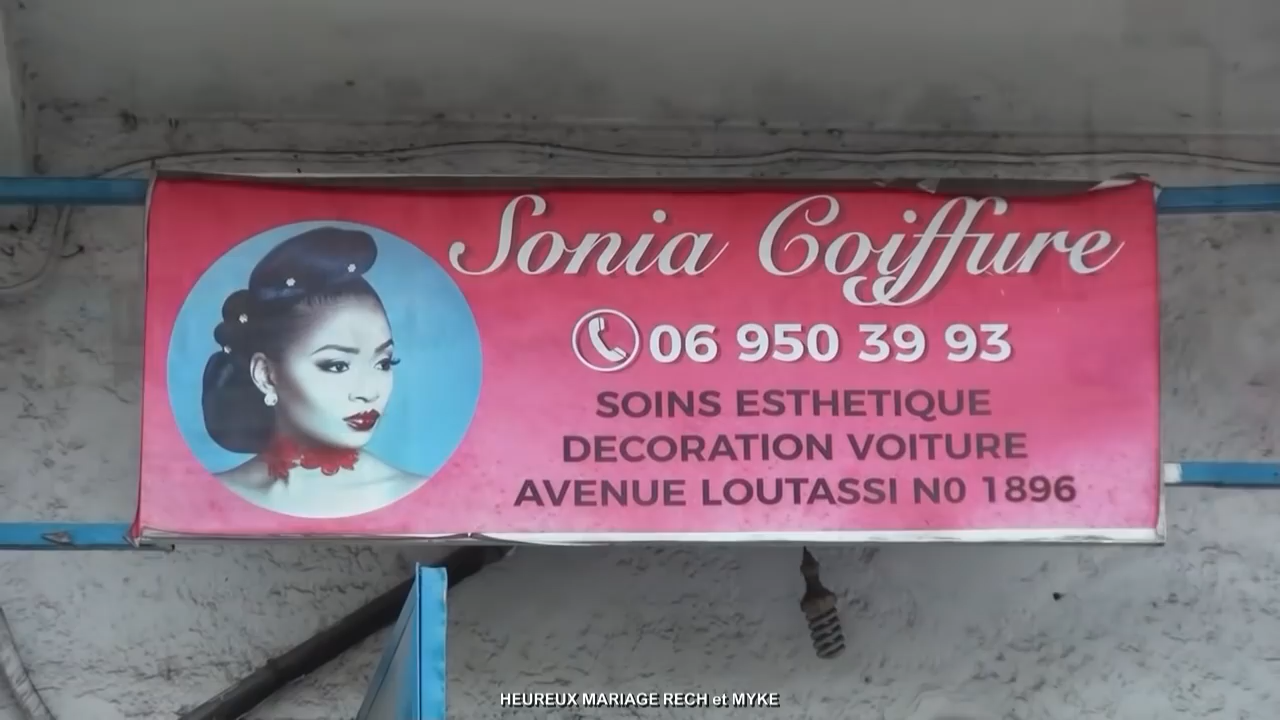 Sonia Coiffure
06 950 39 93
SOINS ESTHETIQUE
DECORATION VOITURE
AVENUE LOUTASSI N0 1896
HEUREUX MARIAGE RECH et MYKE